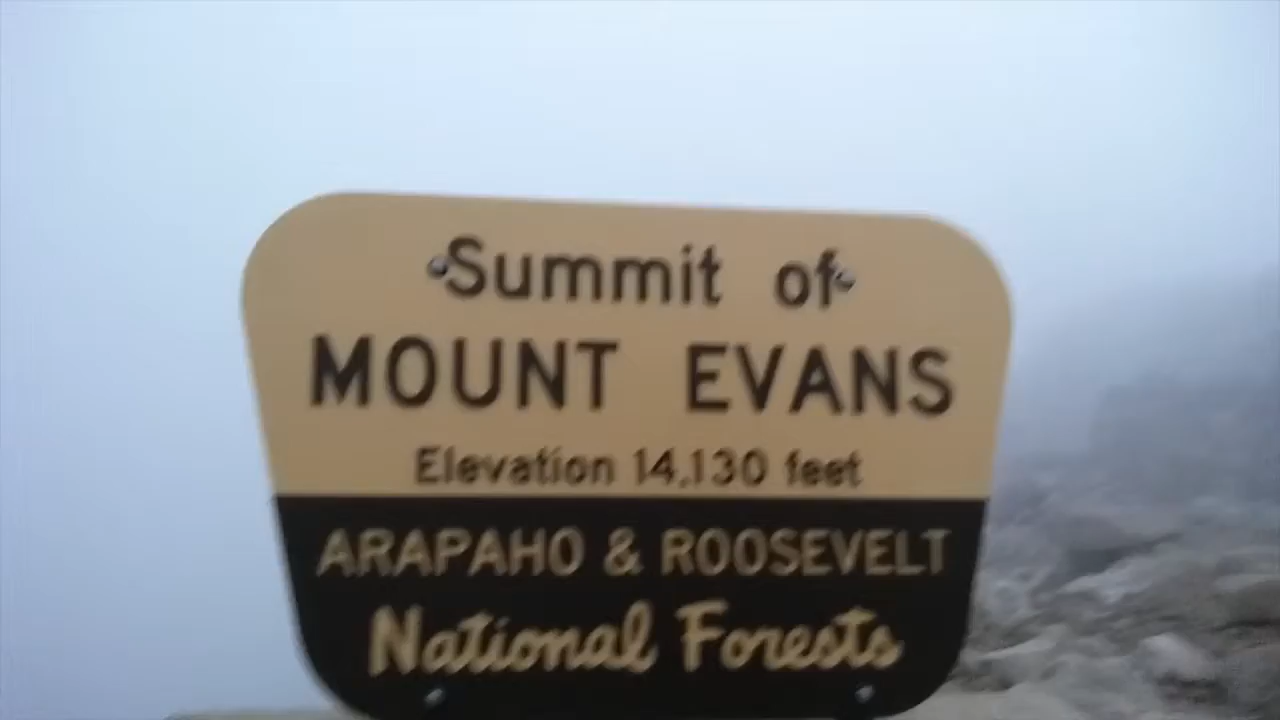 Summit of
MOUNT EVANS
Elevation 14,130 feet
ARAPAHO & ROOSEVELT
National Forests